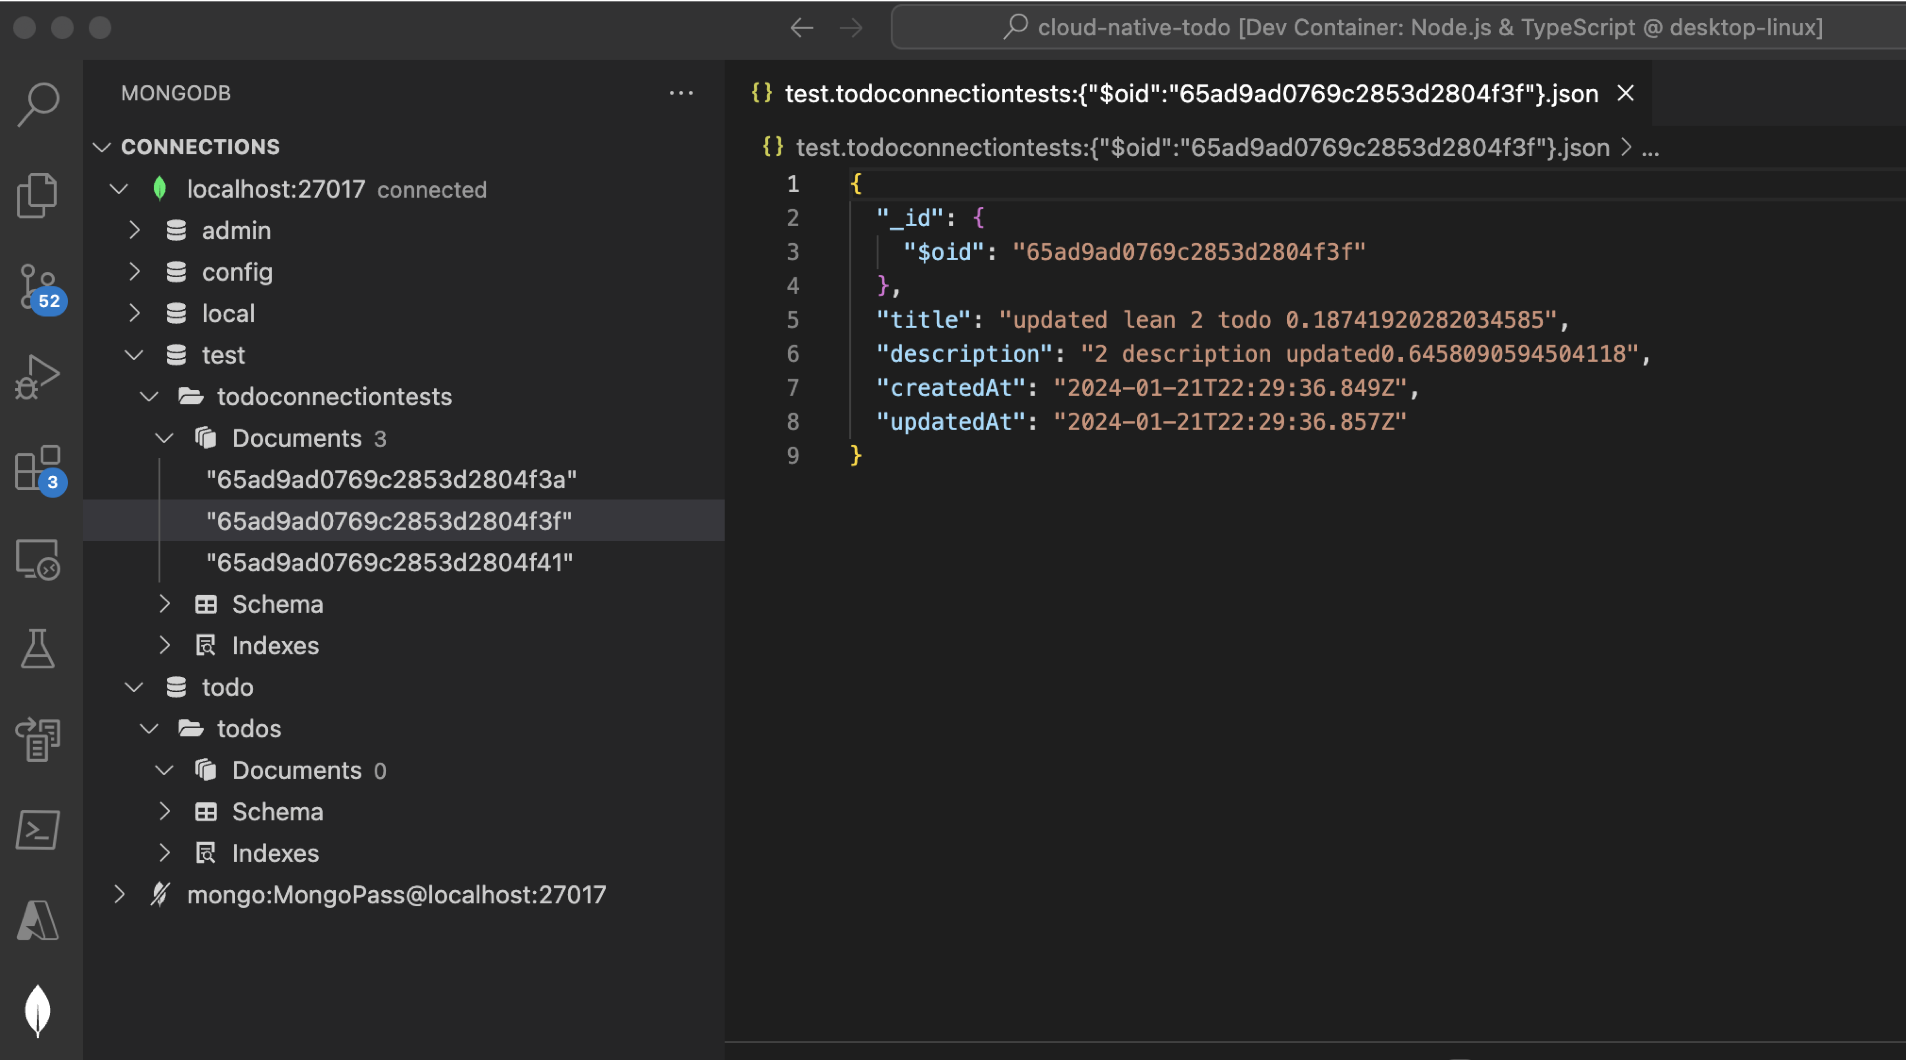 cloud-native-todo [Dev Container: Node.js & TypeScript @ desktop-linux]
MONGODB
...
CONNECTIONS
localhost:27017 connected
admin
config
local
test
todoconnectiontests
Documents 3
"65ad9ad0769c2853d2804f3a"
"65ad9ad0769c2853d2804f3f"
"65ad9ad0769c2853d2804f41"
Schema
Indexes
todo
todos
Documents 0
Schema
Indexes
mongo:MongoPass@localhost:27017
52
3
{} test.todoconnectiontests:{"$oid":"65ad9ad0769c2853d2804f3f"}.json
{} test.todoconnectiontests:{"$oid":"65ad9ad0769c2853d2804f3f"}.json > ...
1 {
2 "_id": {
3 "$oid": "65ad9ad0769c2853d2804f3f"
4 },
5 "title": "updated lean 2 todo 0.18741920282034585",
6 "description": "2 description updated0.6458090594504118",
7 "createdAt": "2024-01-21T22:29:36.849Z",
8 "updatedAt": "2024-01-21T22:29:36.857Z"
9 }